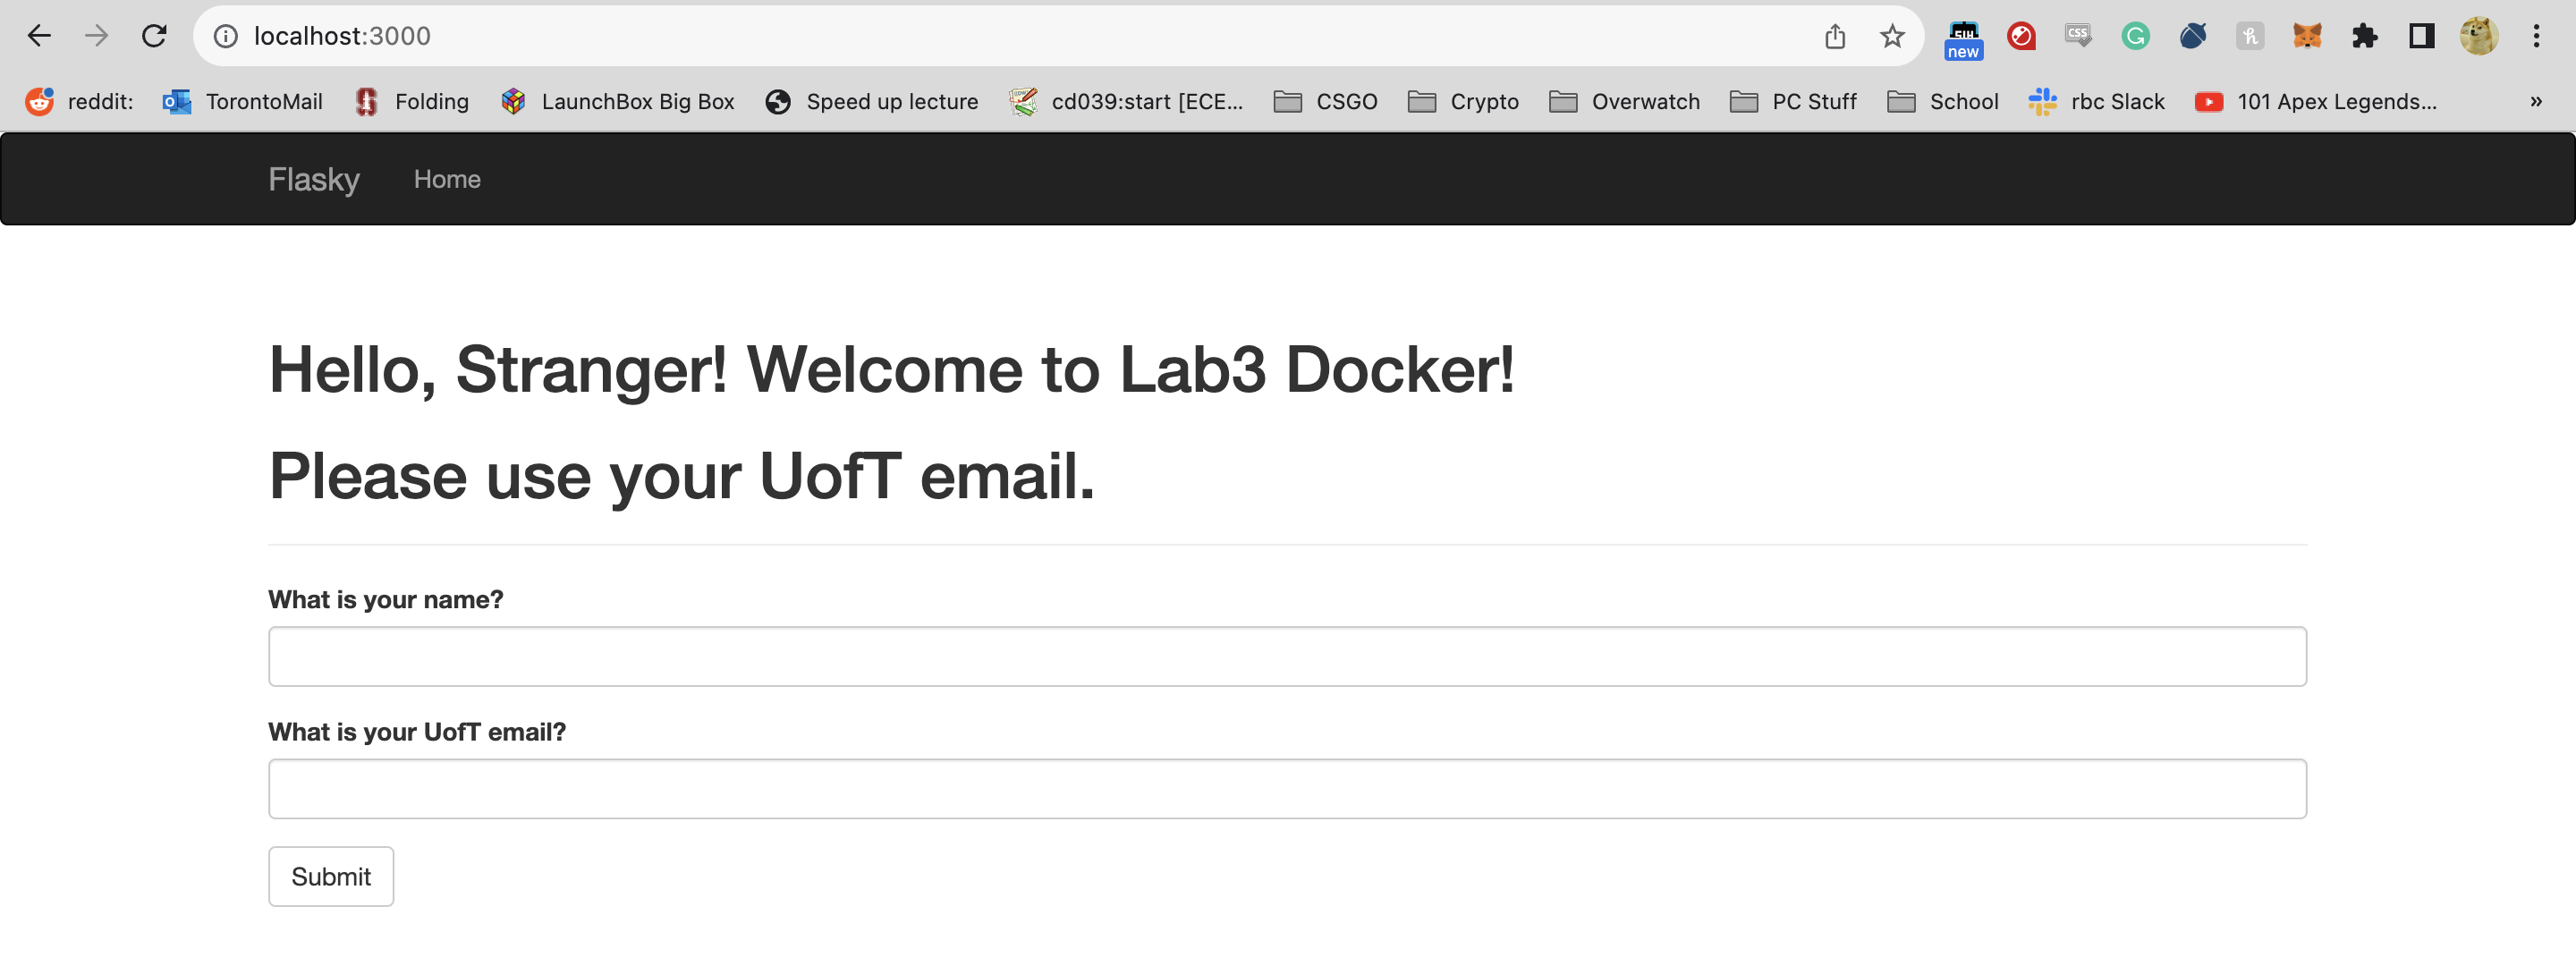 localhost:3000
new
CSS
reddit: TorontoMail Folding LaunchBox Big Box Speed up lecture cd039:start [ECE... CSGO Crypto Overwatch PC Stuff School rbc Slack 101 Apex Legends... »
Flasky Home
Hello, Stranger! Welcome to Lab3 Docker!
Please use your UofT email.
What is your name?
What is your UofT email?
Submit